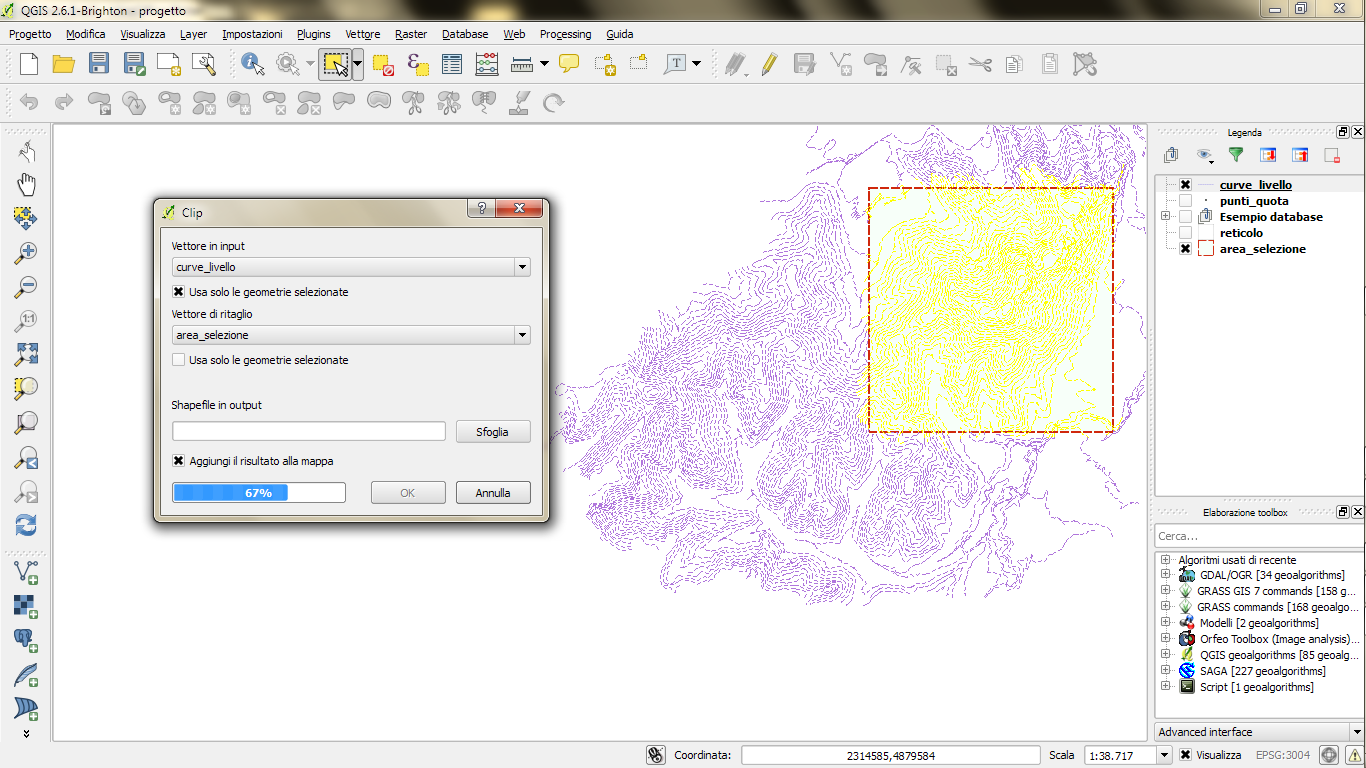 QGIS 2.6.1-Brighton - progetto
Progetto Modifica Visualizza Layer Impostazioni Plugins Vettore Raster Database Web Processing Guida
Legenda
curve_livello
punti_quota
Esempio database
reticolo
area_selezione
Clip
Vettore in input
curve_livello
Usa solo le geometrie selezionate
Vettore di ritaglio
area_selezione
Usa solo le geometrie selezionate
Shapefile in output
Sfoglia
Aggiungi il risultato alla mappa
67%
OK
Annulla
Elaborazione toolbox
Cerca...
Algoritmi usati di recente
GDAL/OGR [34 geoalgorithms]
GRASS GIS 7 commands [158 g...
GRASS commands [168 geoalgo...
Modelli [2 geoalgorithms]
Orfeo Toolbox (Image analysis)...
QGIS geoalgorithms [85 geoalg...
SAGA [227 geoalgorithms]
Script [1 geoalgorithms]
Advanced interface
Coordinata: 2314585,4879584 Scala 1:38.717 Visualizza EPSG:3004